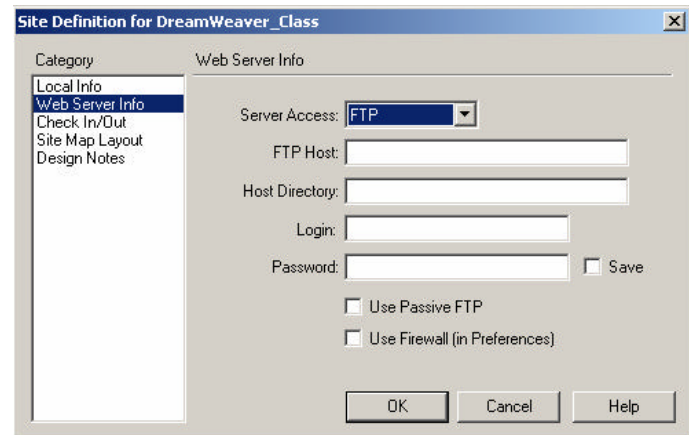 Site Definition for DreamWeaver_Class
Category
Local Info
Web Server Info
Check In/Out
Site Map Layout
Design Notes
Web Server Info
Server Access: FTP
FTP Host:
Host Directory:
Login:
Password:
Save
Use Passive FTP
Use Firewall (in Preferences)
OK
Cancel
Help